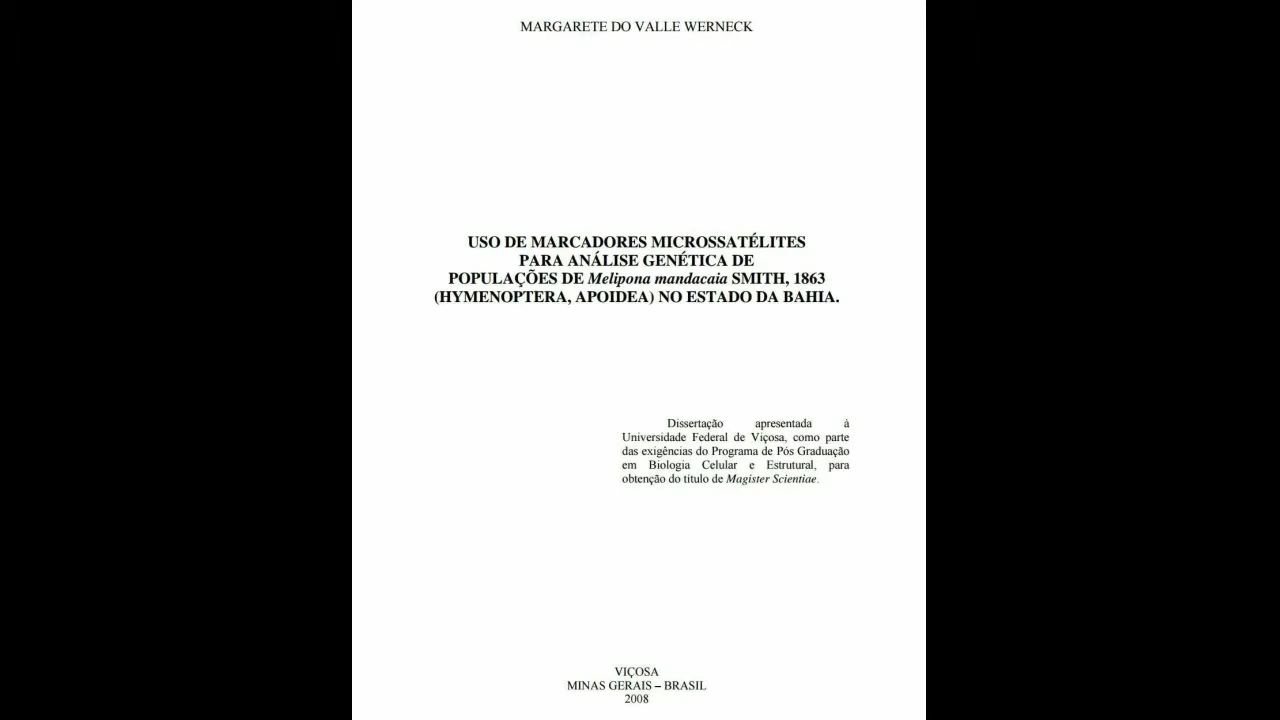 MARGARETE DO VALLE WERNECK
USO DE MARCADORES MICROSSATÉLITES
PARA ANÁLISE GENÉTICA DE
POPULAÇÕES DE Melipona mandacaia SMITH, 1863
(HYMENOPTERA, APOIDEA) NO ESTADO DA BAHIA.
Dissertação apresentada à
Universidade Federal de Viçosa, como parte
das exigências do Programa de Pós Graduação
em Biologia Celular e Estrutural, para
obtenção do título de Magister Scientiae.
VIÇOSA
MINAS GERAIS – BRASIL
2008